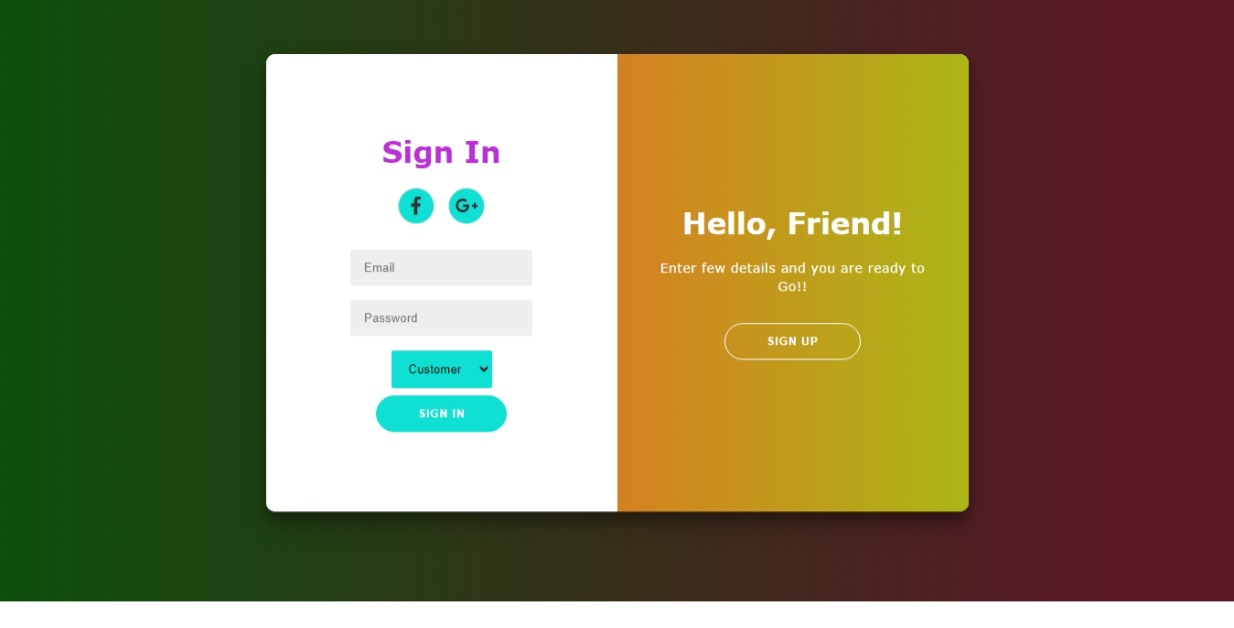 Sign In
f G+
Email
Password
Customer
SIGN IN
Hello, Friend!
Enter few details and you are ready to
Go!!
SIGN UP